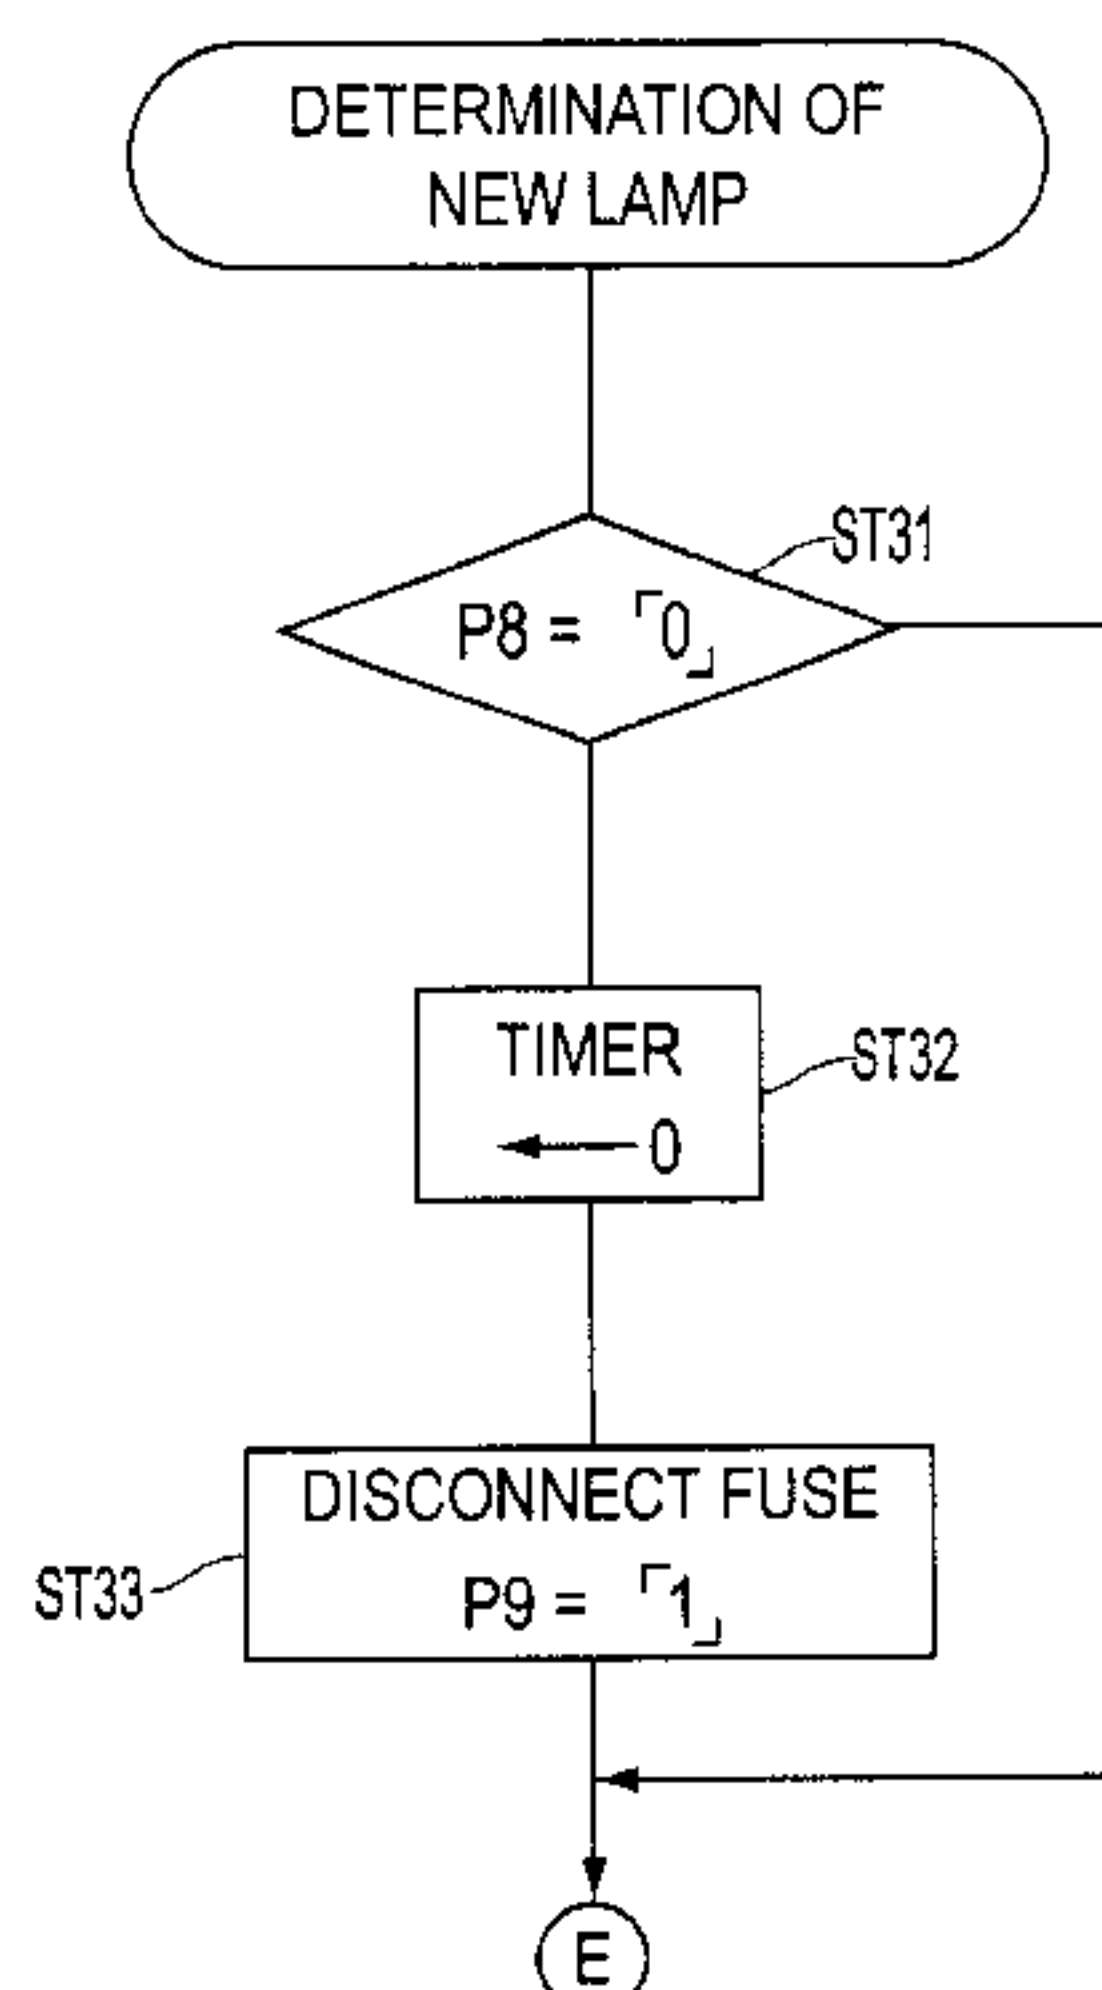 DETERMINATION OF
NEW LAMP
ST31
P8 = 「0」
TIMER
ST32
← 0
DISCONNECT FUSE
ST33
P9 = 「1」
E